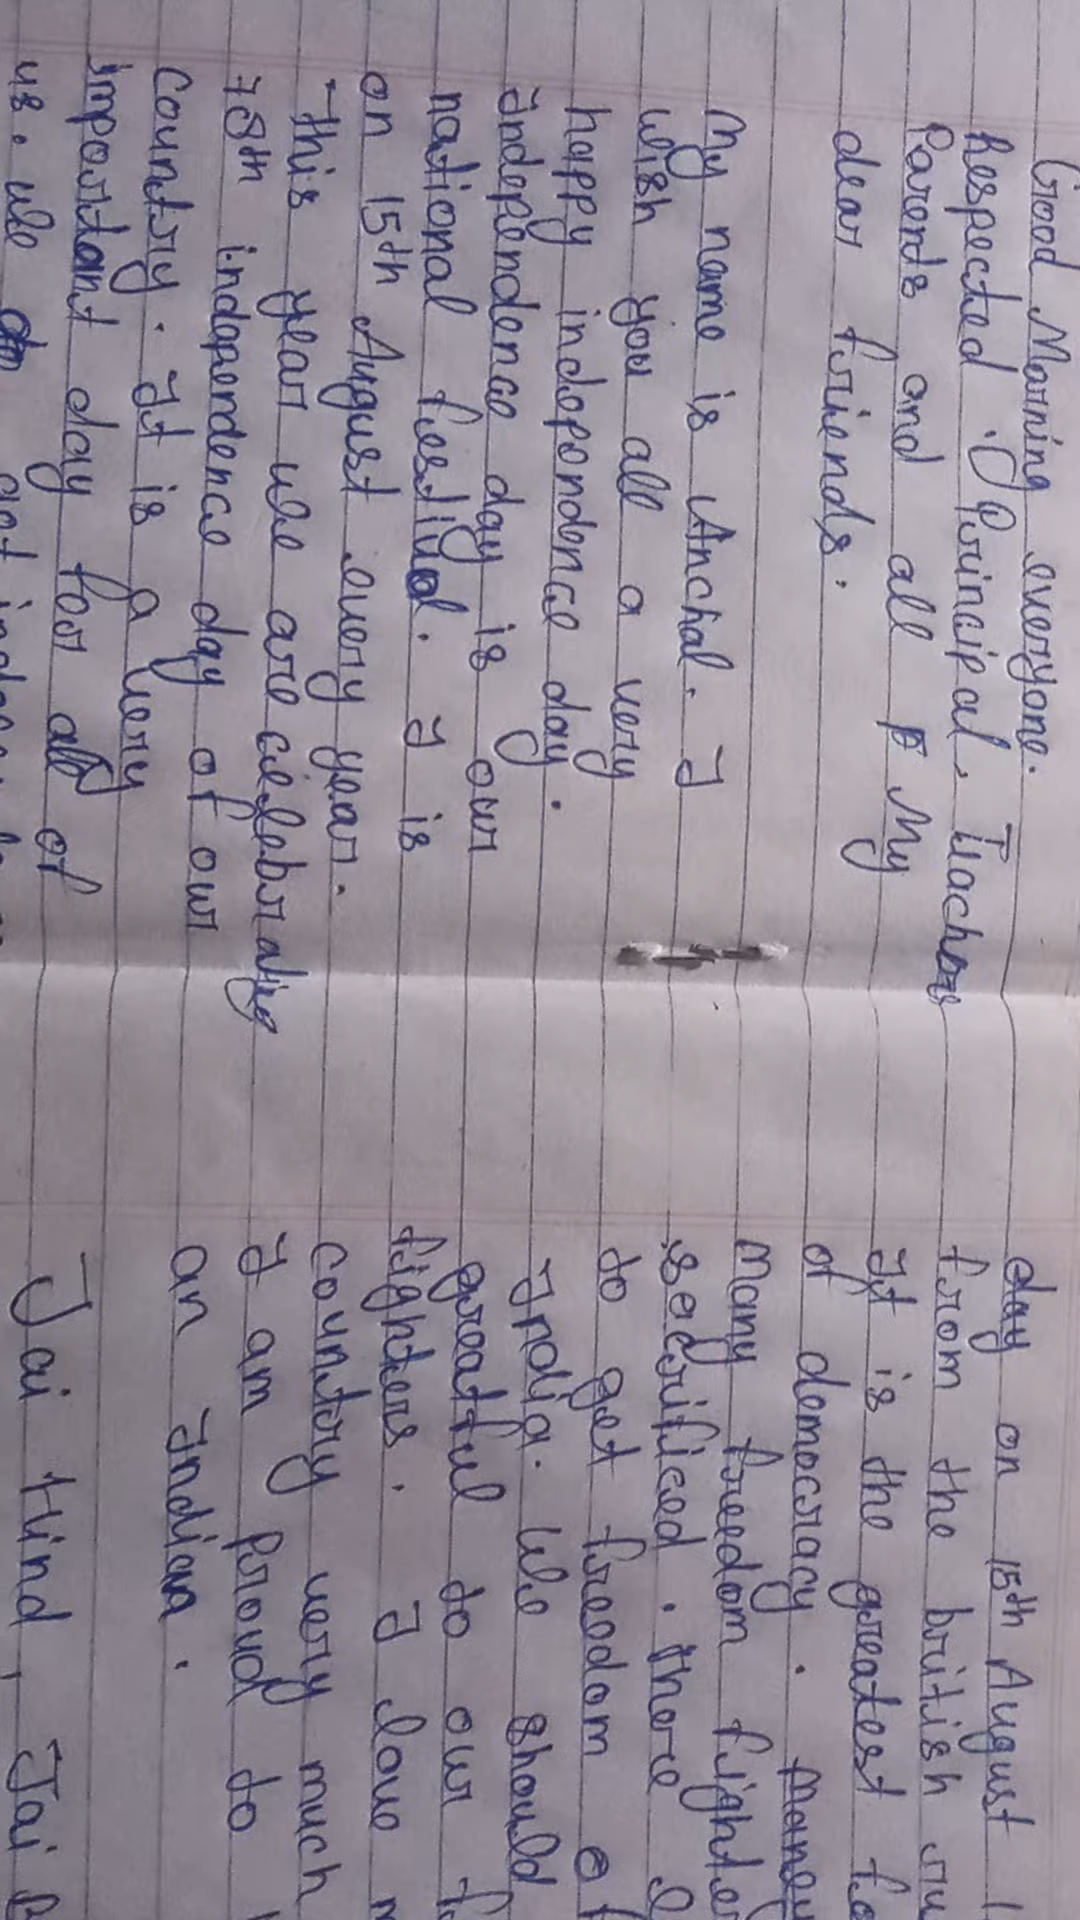 Good Morning everyone.
Respected Principal, Teachers
Parents and all My
dear friends.
My name is Anchal. I
wish you all a very
happy independence day.
Independence day is our
national festival. I is
on 15th August every year.
This year we are celebrating
78th independence day of our
Country. It is a very
important day for all of
us. We
day on 15th August
from the british
It is the greatest
of democracy. Many
Many freedom
sacrificed. there
to get freedom
India. We should
greatful to our
fighters. I love
Country very much
I am proud to
an Indian.
Jai Hind, Jai